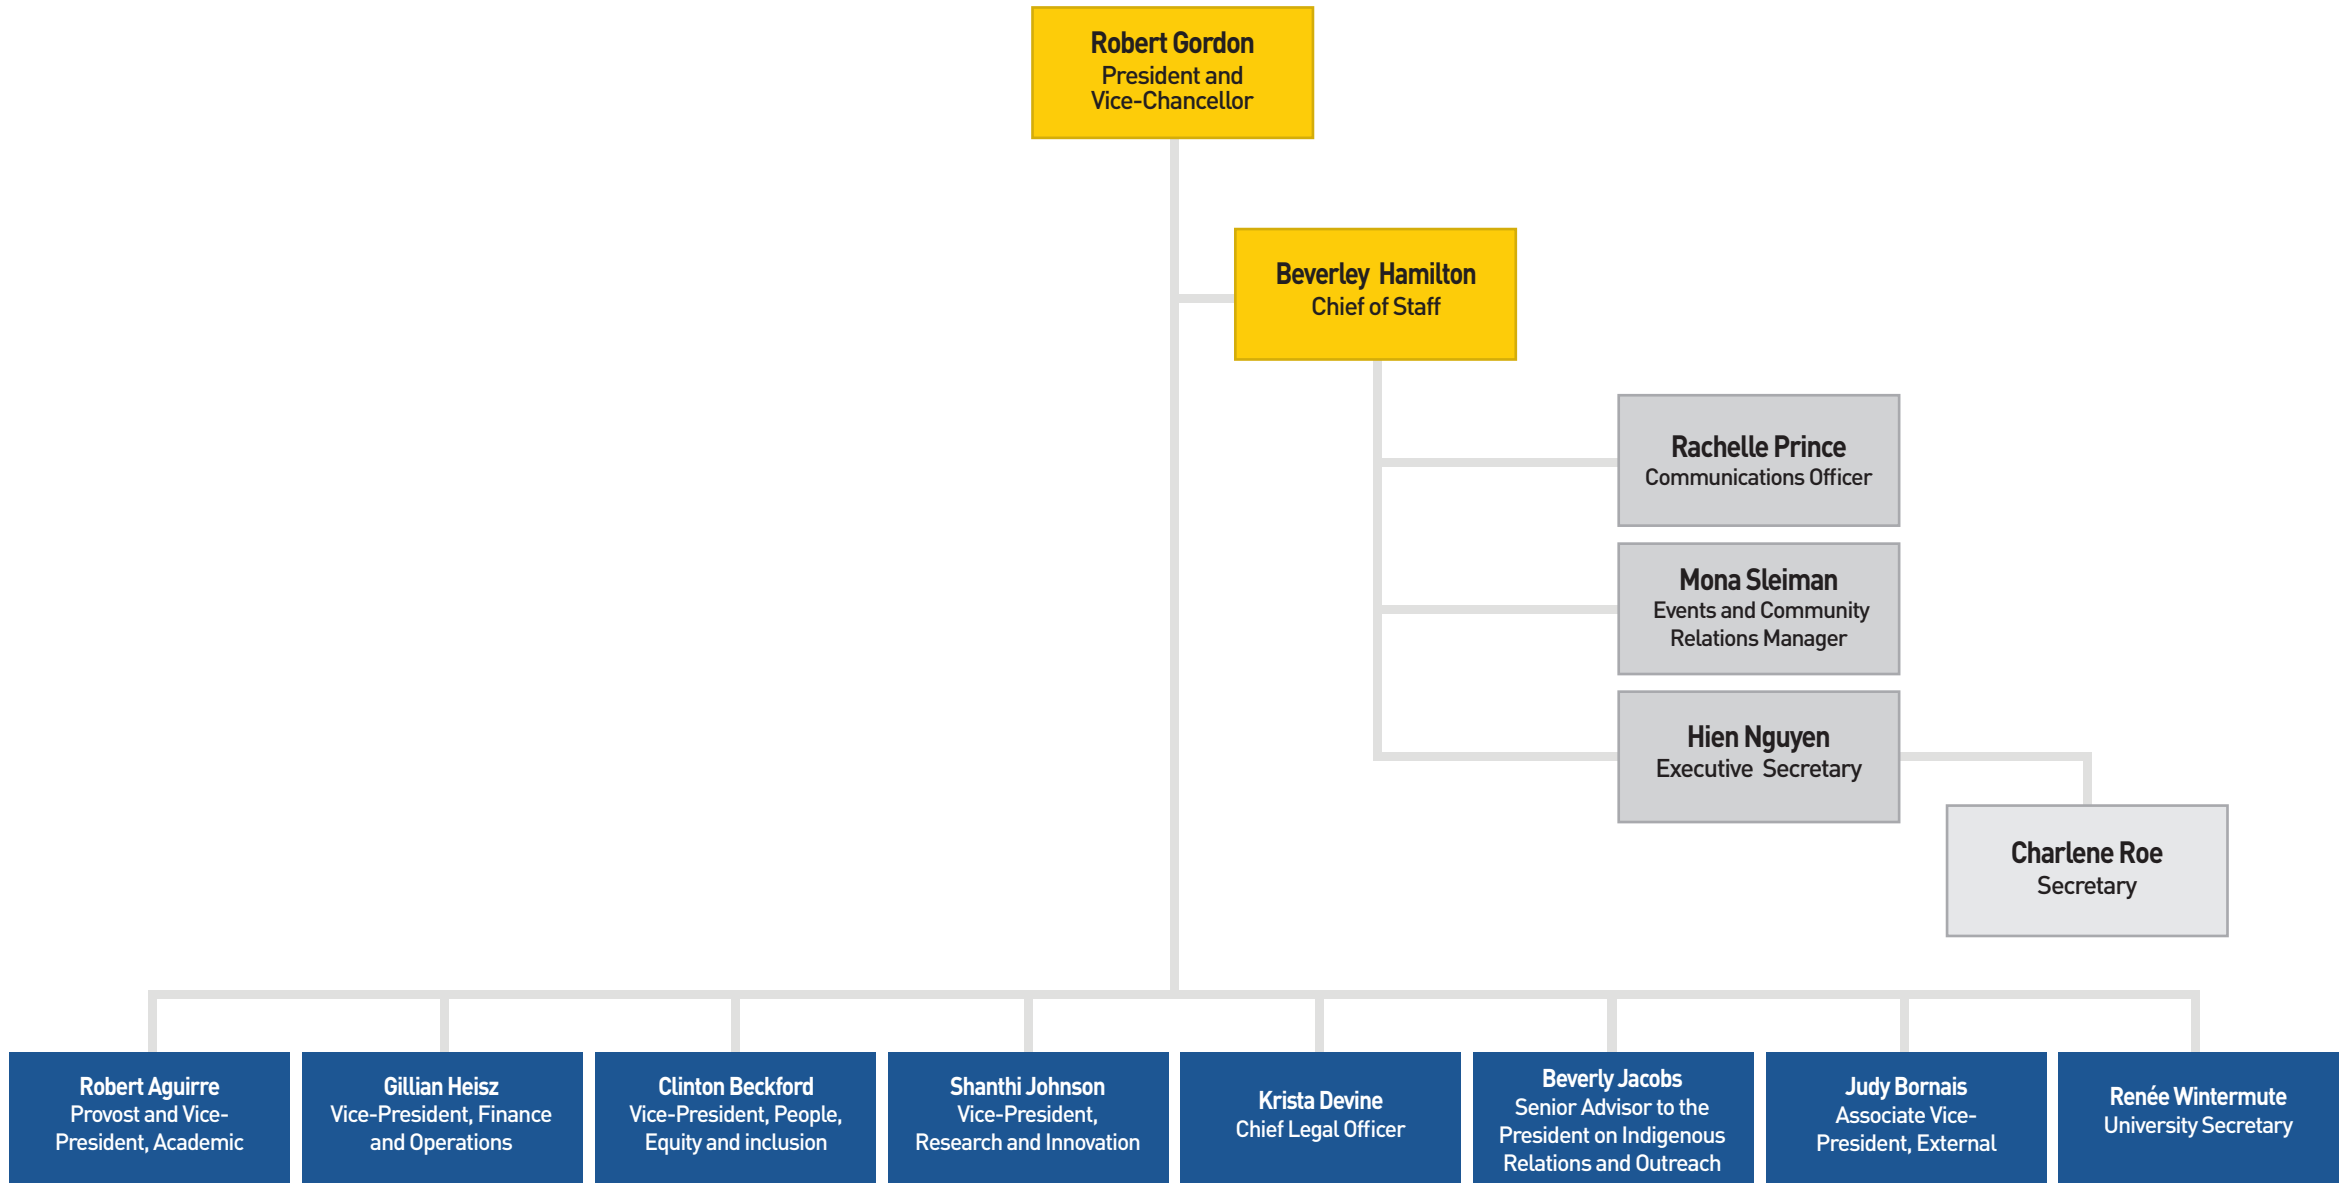 Robert Gordon
President and
Vice-Chancellor
Beverley Hamilton
Chief of Staff
Rachelle Prince
Communications Officer
Mona Sleiman
Events and Community
Relations Manager
Hien Nguyen
Executive Secretary
Charlene Roe
Secretary
Robert Aguirre
Provost and Vice-
President, Academic
Gillian Heisz
Vice-President, Finance
and Operations
Clinton Beckford
Vice-President, People,
Equity and inclusion
Shanthi Johnson
Vice-President,
Research and Innovation
Krista Devine
Chief Legal Officer
Beverly Jacobs
Senior Advisor to the
President on Indigenous
Relations and Outreach
Judy Bornais
Associate Vice-
President, External
Renée Wintermute
University Secretary